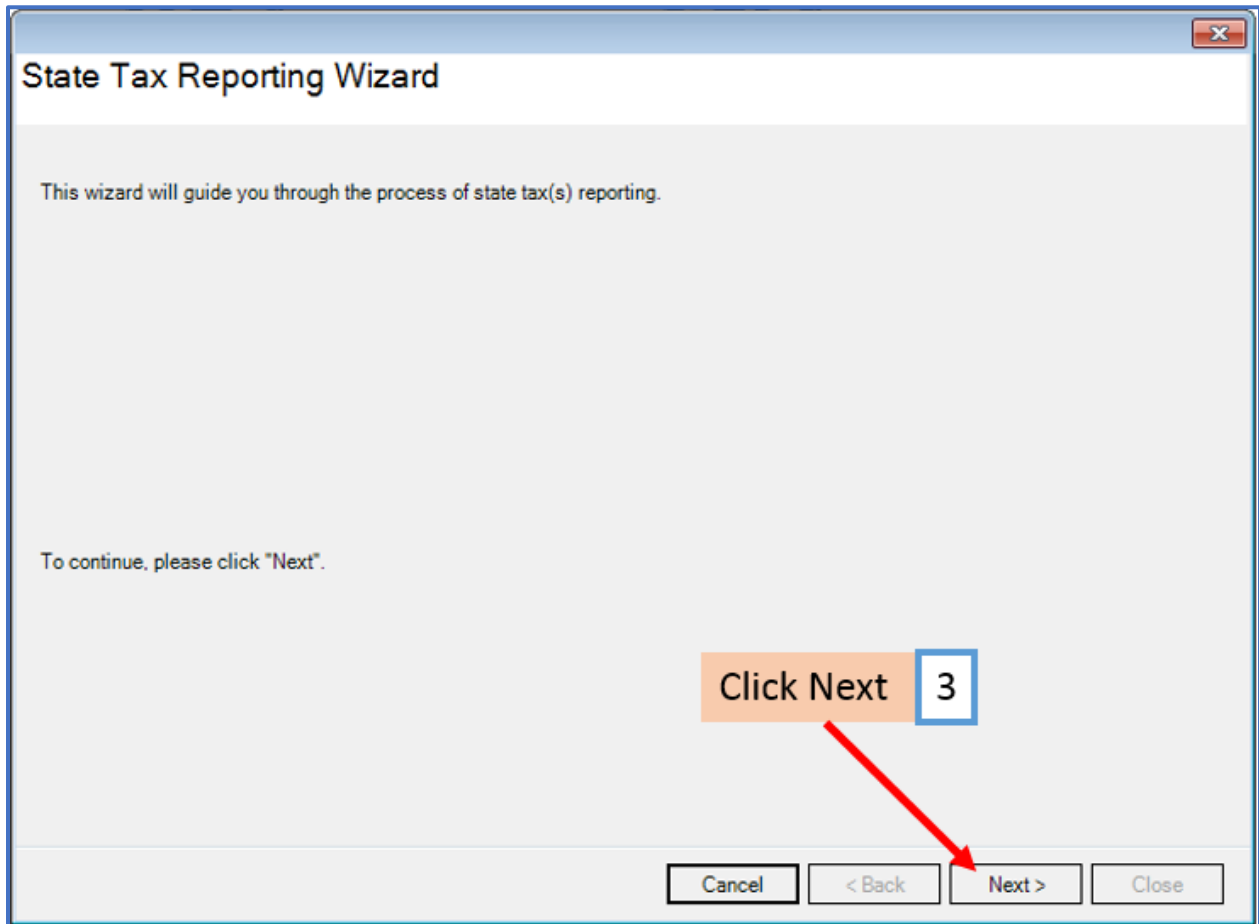 State Tax Reporting Wizard
This wizard will guide you through the process of state tax(s) reporting.
To continue, please click "Next".
Click Next 3
Cancel < Back Next > Close